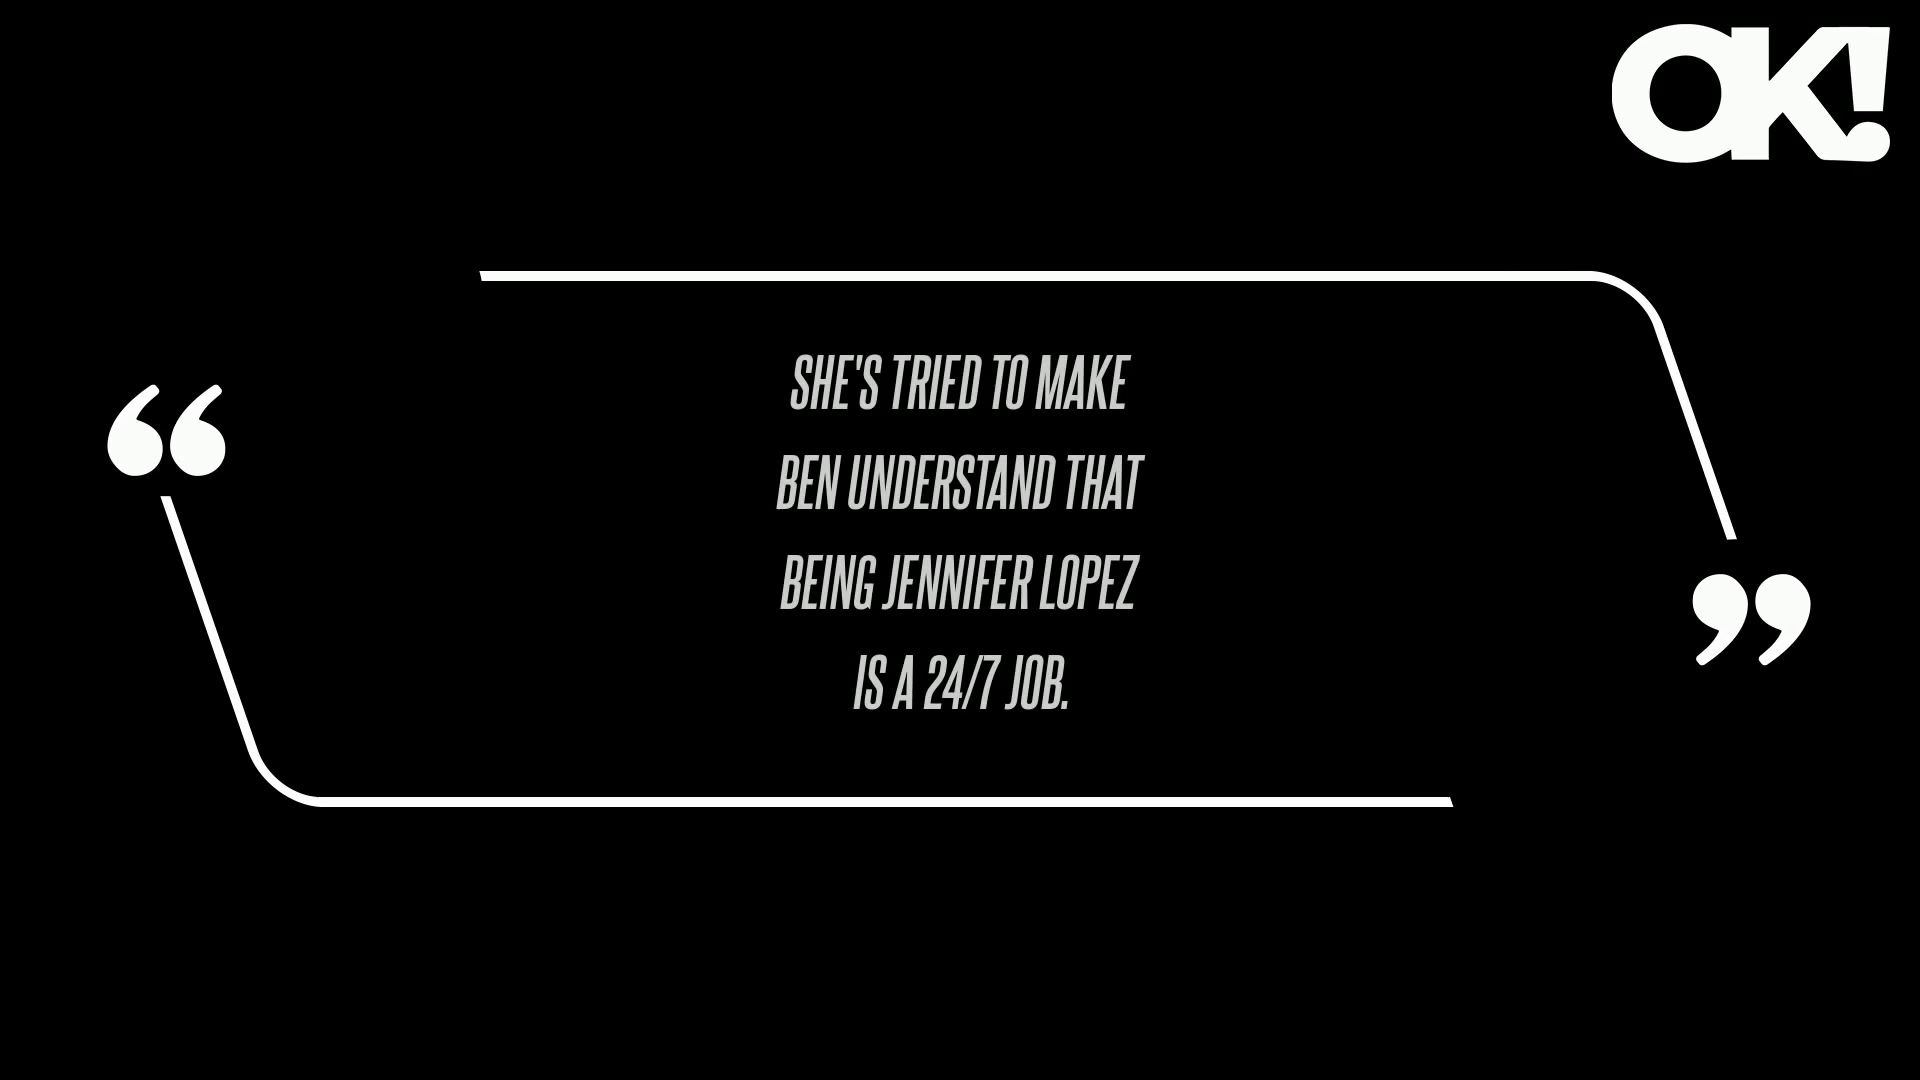 OK!
“
SHE'S TRIED TO MAKE
BEN UNDERSTAND THAT
BEING JENNIFER LOPEZ
IS A 24/7 JOB.
”